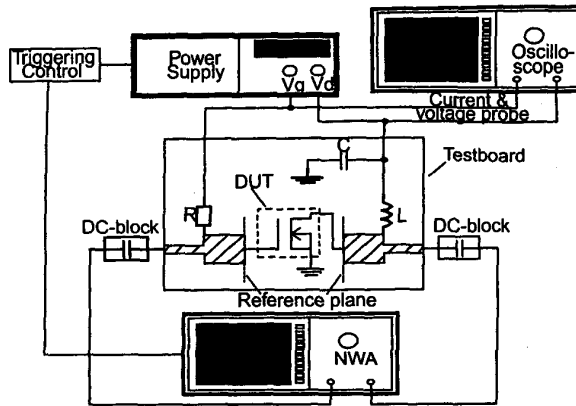 Triggering
Control
Power
Supply
Vg
Vd
Oscillo-
scope
Current &
voltage probe
Testboard
C
DUT
R
L
DC-block
DC-block
Reference plane
NWA